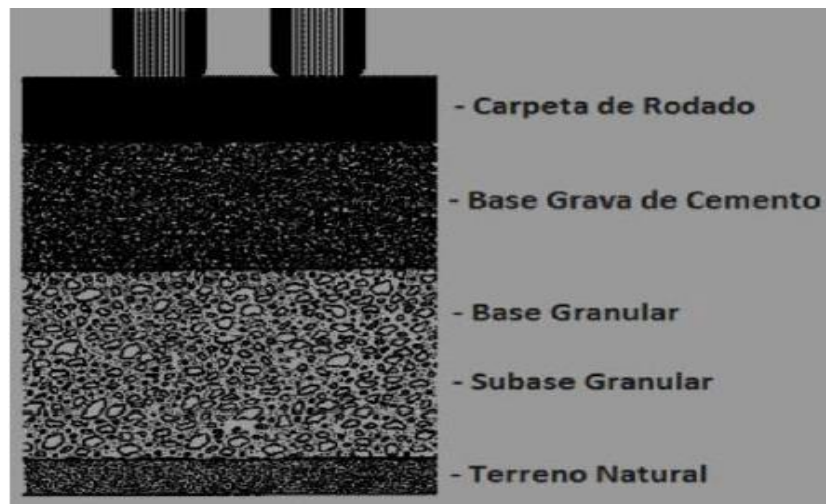 - Carpeta de Rodado
- Base Grava de Cemento
- Base Granular
- Subase Granular
- Terreno Natural